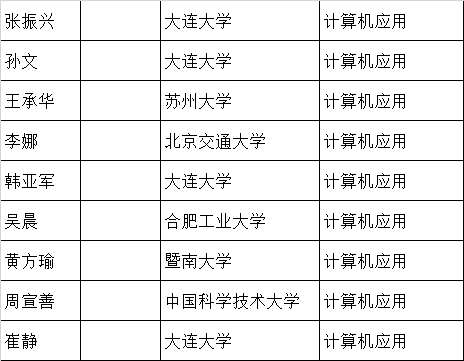 张振兴 大连大学 计算机应用
孙文 大连大学 计算机应用
王承华 苏州大学 计算机应用
李娜 北京交通大学 计算机应用
韩亚军 大连大学 计算机应用
吴晨 合肥工业大学 计算机应用
黄方瑜 暨南大学 计算机应用
周宣善 中国科学技术大学 计算机应用
崔静 大连大学 计算机应用